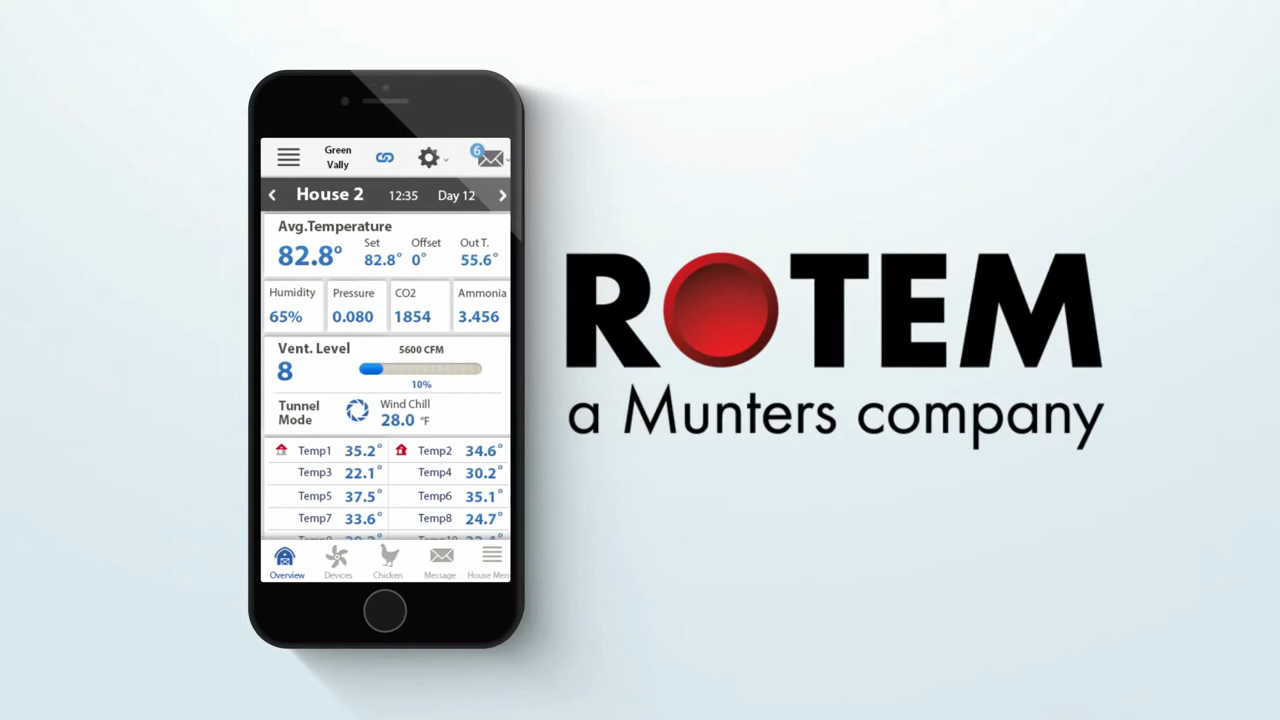 Green
Vally
6
House 2 12:35 Day 12
Avg.Temperature
Set Offset Out T.
82.8° 82.8° 0° 55.6°
Humidity Pressure CO2 Ammonia
65% 0.080 1854 3.456
Vent. Level 5600 CFM
8
10%
Tunnel
Mode
Wind Chill
28.0 °F
Temp1 35.2° Temp2 34.6°
Temp3 22.1° Temp4 30.2°
Temp5 37.5° Temp6 35.1°
Temp7 33.6° Temp8 24.7°
Overview Devices Chicken Message House Men
ROTEM
a Munters company